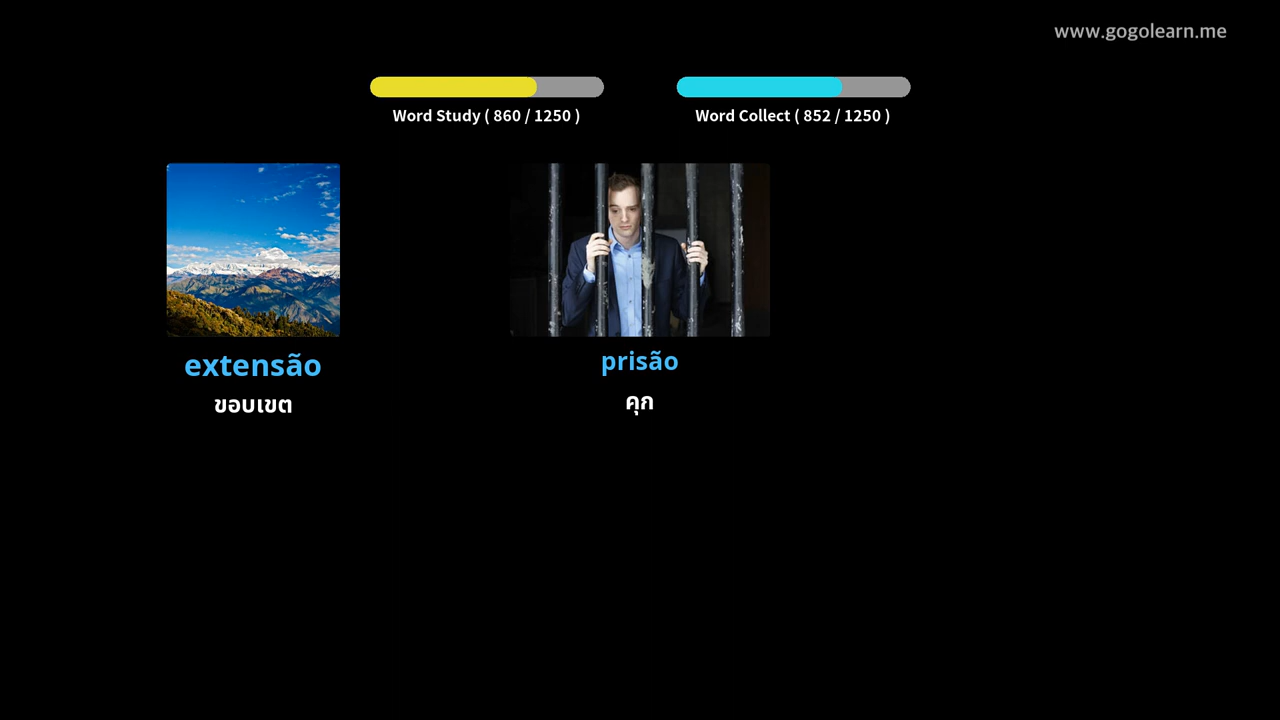 www.gogolearn.me
Word Study ( 860 / 1250 )
Word Collect ( 852 / 1250 )
extensão
ขอบเขต
prisão
คุก